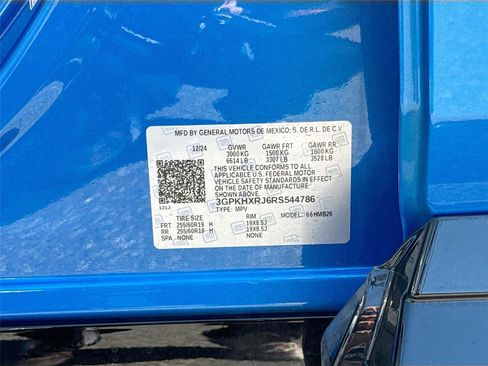 MFD BY GENERAL MOTORS DE MEXICO, S. DE R.L. DE C.V
12/24 GVWR GAWR FRT GAWR RR
3000 KG 1500 KG 1600 KG
6614 LB 3307 LB 3528 LB
THIS VEHICLE CONFORMS TO ALL
APPLICABLE U.S. FEDERAL MOTOR
VEHICLE SAFETY STANDARDS IN
EFFECT ON THE DATE OF MANUFACTURE
SHOWN ABOVE.
3GPKHXRJ6RS544786
TYPE: MPV MODEL: 66HMB26
TIRE SIZE RIM
FRT 255/60R19 H 19X8.5J
RR 255/60R19 H 19X8.5J
SPA NONE NONE